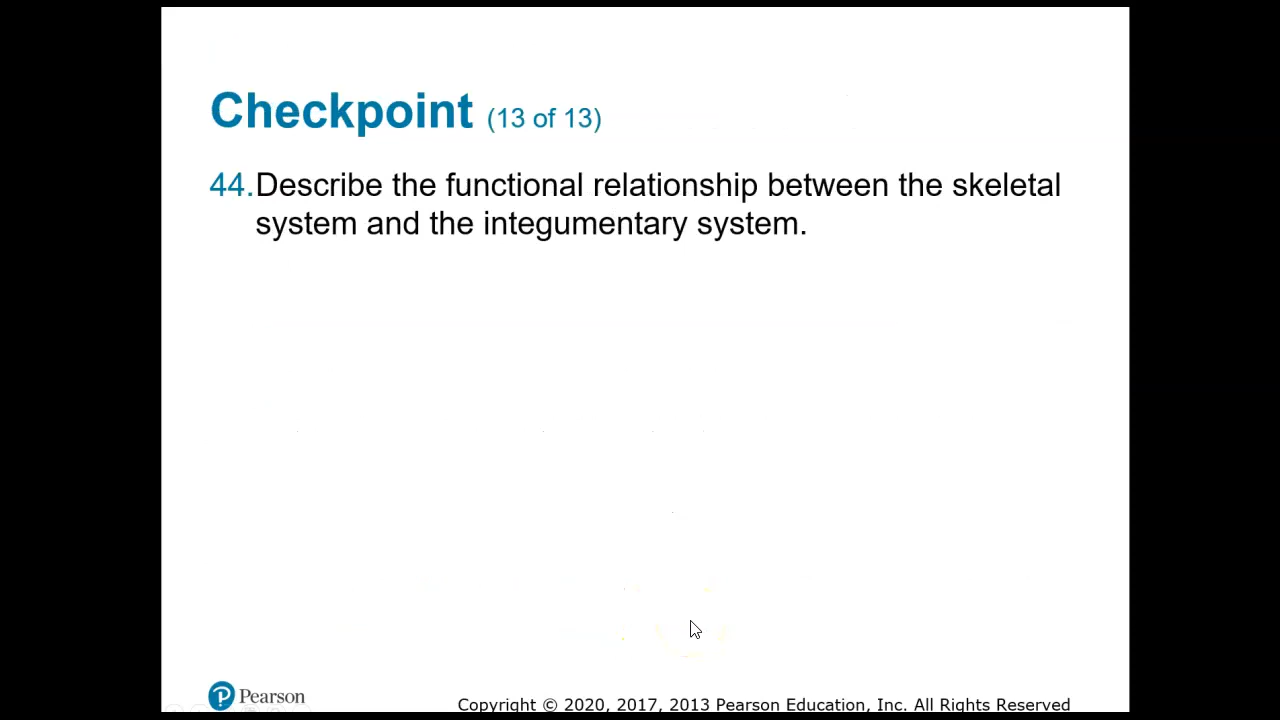 Checkpoint (13 of 13)
44.Describe the functional relationship between the skeletal
system and the integumentary system.
Pearson
Copyright © 2020, 2017, 2013 Pearson Education, Inc. All Rights Reserved